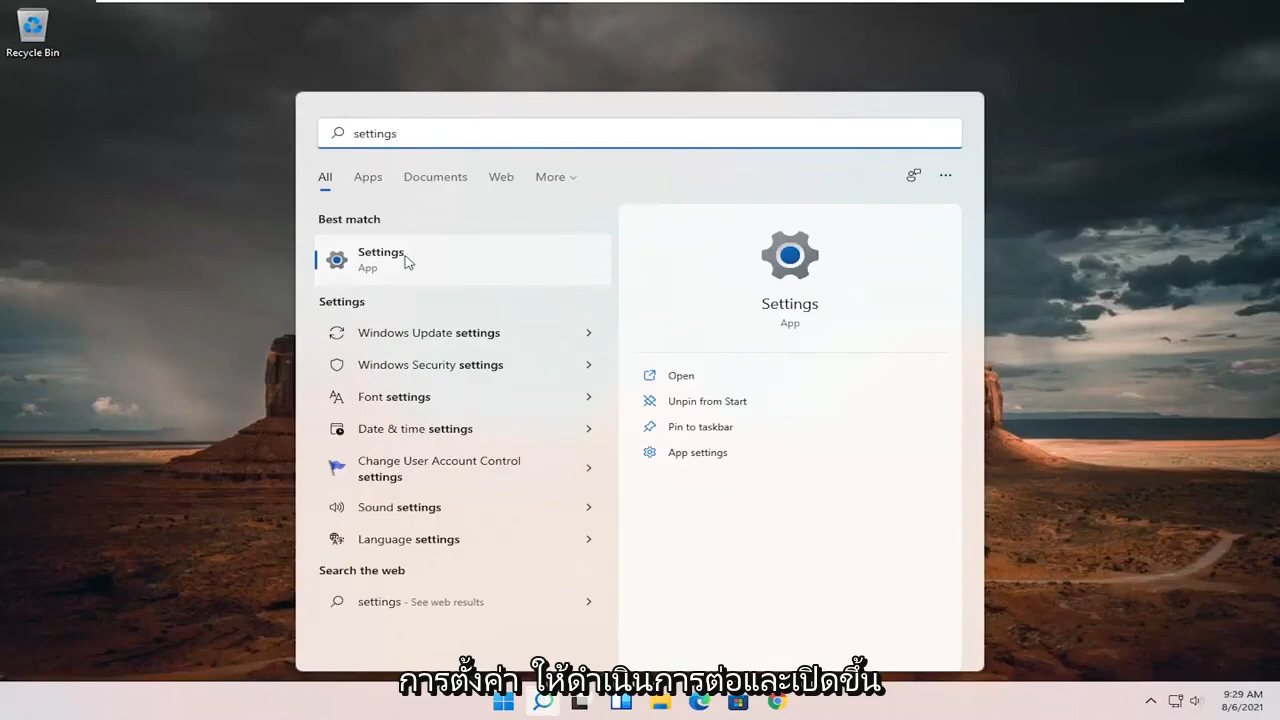 Recycle Bin
settings
All Apps Documents Web More
Best match
Settings
App
Settings
Windows Update settings
Windows Security settings
Font settings
Date & time settings
Change User Account Control
settings
Sound settings
Language settings
Search the web
settings - See web results
Settings
App
Open
Unpin from Start
Pin to taskbar
App settings
การตั้งค่า ให้ดำเนินการต่อและเปิดขึ้น
9:29 AM
8/6/2021